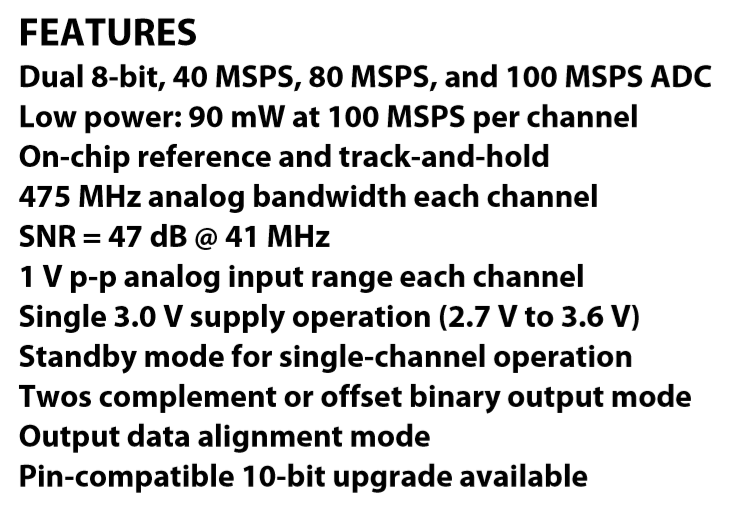 FEATURES
Dual 8-bit, 40 MSPS, 80 MSPS, and 100 MSPS ADC
Low power: 90 mW at 100 MSPS per channel
On-chip reference and track-and-hold
475 MHz analog bandwidth each channel
SNR = 47 dB @ 41 MHz
1 V p-p analog input range each channel
Single 3.0 V supply operation (2.7 V to 3.6 V)
Standby mode for single-channel operation
Twos complement or offset binary output mode
Output data alignment mode
Pin-compatible 10-bit upgrade available